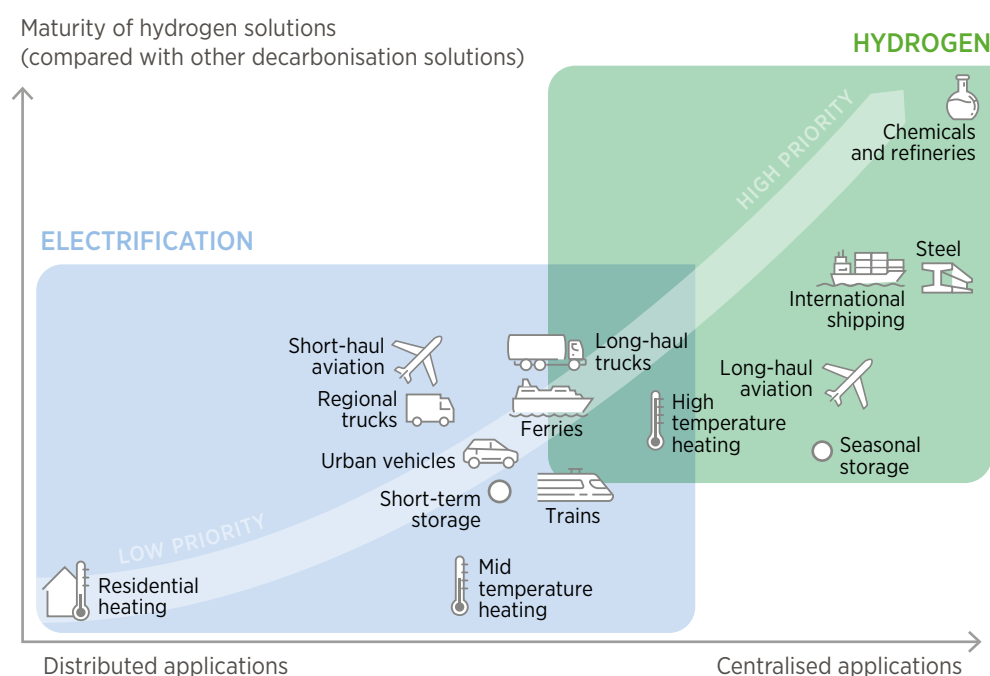 Maturity of hydrogen solutions
(compared with other decarbonisation solutions)
HYDROGEN
HIGH PRIORITY
Chemicals
and refineries
ELECTRIFICATION
Steel
International
shipping
Short-haul
aviation
Long-haul
trucks
Long-haul
aviation
Regional
trucks
Ferries
High
temperature
heating
Urban vehicles
Seasonal
storage
Short-term
storage
Trains
LOW PRIORITY
Residential
heating
Mid
temperature
heating
Distributed applications
Centralised applications